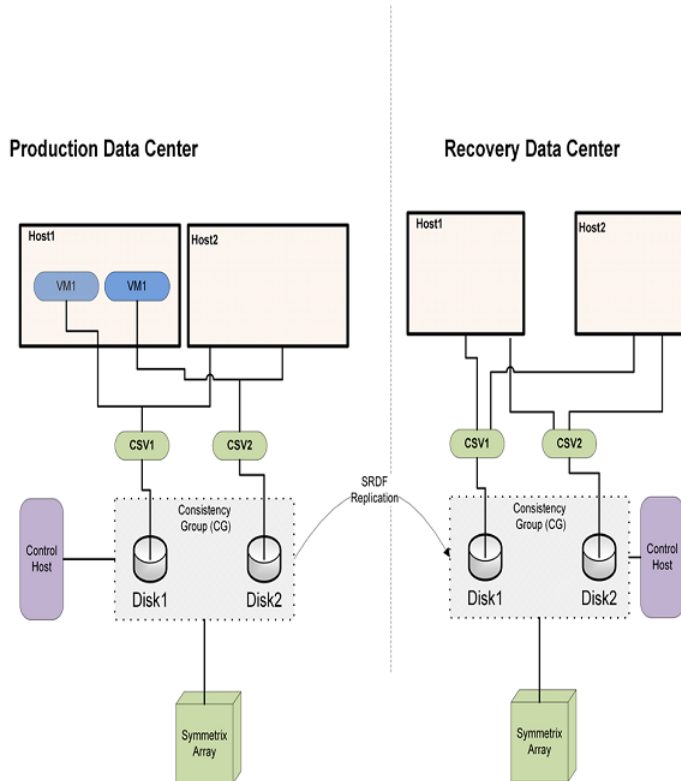 Production Data Center
Recovery Data Center
Host1
Host2
VM1
VM1
CSV1
CSV2
Control
Host
Consistency
Group (CG)
Disk1
Disk2
Symmetrix
Array
SRDF
Replication
Host1
Host2
CSV1
CSV2
Consistency
Group (CG)
Disk1
Disk2
Control
Host
Symmetrix
Array